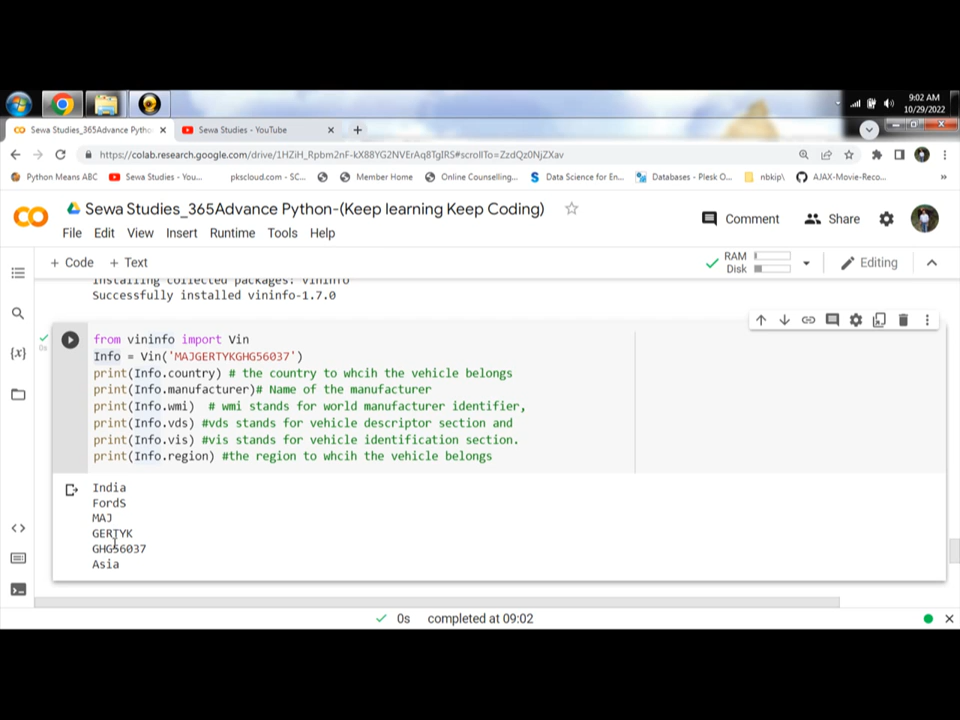 9:02 AM
10/29/2022
Sewa Studies_365Advance Pytho
Sewa Studies - YouTube
https://colab.research.google.com/drive/1HZiH_Rpbm2nF-kX88YG2NVErAq8TgIRS#scrollTo=ZzdQz0NjZXav
Python Means ABC
Sewa Studies - You...
pkscloud.com - SC...
Member Home
Online Counselling...
Data Science for En...
Databases - Plesk O...
nbkip\
AJAX-Movie-Reco...
»
CO
Sewa Studies_365Advance Python-(Keep learning Keep Coding)
Comment
Share
File Edit View Insert Runtime Tools Help
+ Code + Text
RAM
Disk
Editing
Installing collected packages: vininfo
Successfully installed vininfo-1.7.0
{x}
0s
from vininfo import Vin
Info = Vin('MAJGERTYKGHG56037')
print(Info.country) # the country to whcih the vehicle belongs
print(Info.manufacturer)# Name of the manufacturer
print(Info.wmi) # wmi stands for world manufacturer identifier,
print(Info.vds) #vds stands for vehicle descriptor section and
print(Info.vis) #vis stands for vehicle identification section.
print(Info.region) #the region to whcih the vehicle belongs
India
FordS
MAJ
GERTYK
GHG56037
Asia
0s completed at 09:02